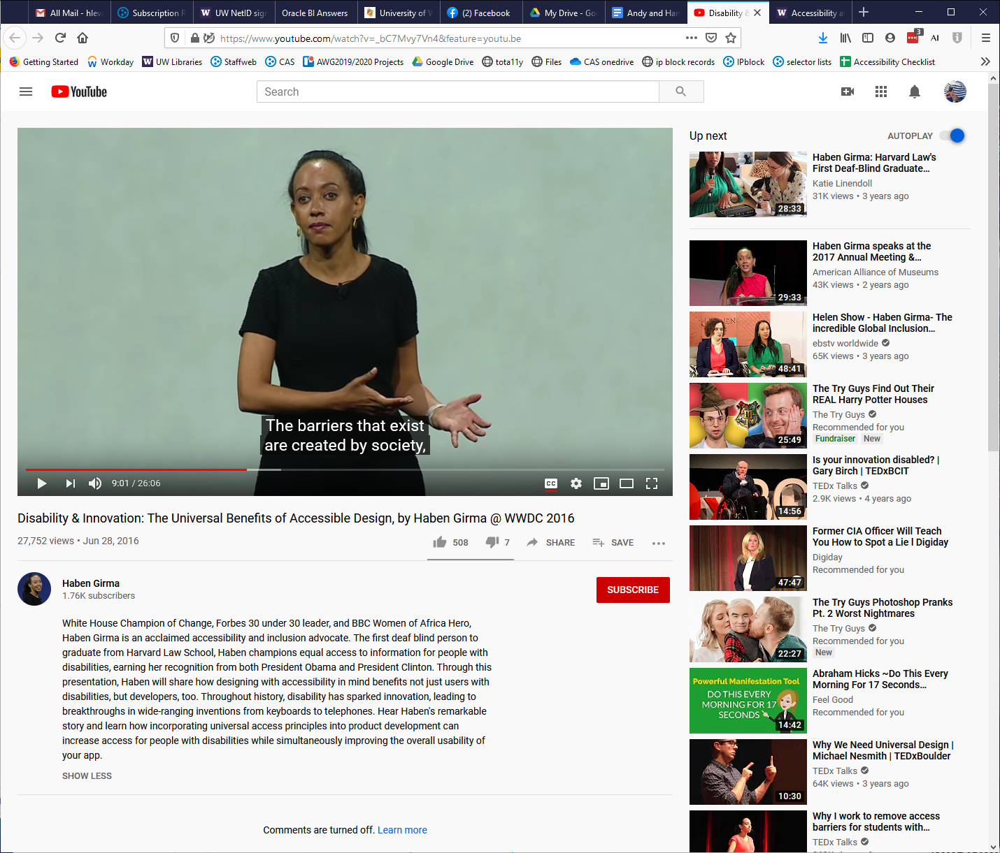 All Mail - hlev
Subscription R
UW NetID sign
Oracle BI Answers
University of W
(2) Facebook
My Drive - Goo
Andy and Han
Disability &
Accessibility at
https://www.youtube.com/watch?v=_bC7Mvy7Vn4&feature=youtu.be
3
AI
Getting Started
Workday
UW Libraries
Staffweb
CAS
AWG2019/2020 Projects
Google Drive
tota11y
Files
CAS onedrive
ip block records
IPblock
selector lists
Accessibility Checklist
YouTube
Search
The barriers that exist
are created by society,
9:01 / 26:06
CC
Disability & Innovation: The Universal Benefits of Accessible Design, by Haben Girma @ WWDC 2016
27,752 views • Jun 28, 2016
508
7
SHARE
SAVE
Haben Girma
1.76K subscribers
SUBSCRIBE
White House Champion of Change, Forbes 30 under 30 leader, and BBC Women of Africa Hero,
Haben Girma is an acclaimed accessibility and inclusion advocate. The first deaf blind person to
graduate from Harvard Law School, Haben champions equal access to information for people with
disabilities, earning her recognition from both President Obama and President Clinton. Through this
presentation, Haben will share how designing with accessibility in mind benefits not just users with
disabilities, but developers, too. Throughout history, disability has sparked innovation, leading to
breakthroughs in wide-ranging inventions from keybords to telephones. Hear Haben's remarkable
story and learn how incorporating universal access principles into product development can
increase access for people with disabilities while simultaneously improving the overall usability of
your app.
SHOW LESS
Comments are turned off. Learn more
Up next
AUTOPLAY
28:33
Haben Girma: Harvard Law's
First Deaf-Blind Graduate...
Katie Linendoll
31K views • 3 years ago
29:33
Haben Girma speaks at the
2017 Annual Meeting &...
American Alliance of Museums
43K views • 2 years ago
48:41
Helen Show - Haben Girma- The
incredible Global Inclusion...
ebstv worldwide
65K views • 3 years ago
25:49
The Try Guys Find Out Their
REAL Harry Potter Houses
The Try Guys
Recommended for you
Fundraiser New
14:56
Is your innovation disabled? |
Gary Birch | TEDxBCIT
TEDx Talks
2.9K views • 4 years ago
47:47
Former CIA Officer Will Teach
You How to Spot a Lie l Digiday
Digiday
Recommended for you
22:27
The Try Guys Photoshop Pranks
Pt. 2 Worst Nightmares
The Try Guys
Recommended for you
New
Powerful Manifestation Tool
DO THIS EVERY
MORNING FOR 17
SECONDS
14:42
Abraham Hicks ~Do This Every
Morning For 17 Seconds...
Feel Good
Recommended for you
10:30
Why We Need Universal Design |
Michael Nesmith | TEDxBoulder
TEDx Talks
64K views • 3 years ago
Why I work to remove access
barriers for students with...
TEDx Talks